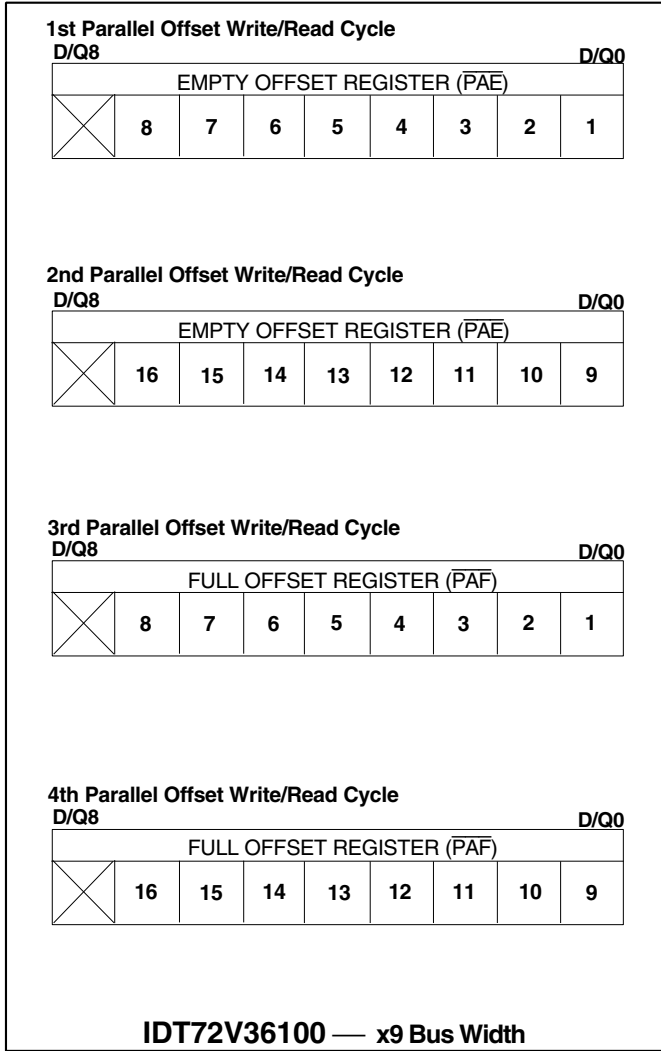 1st Parallel Offset Write/Read Cycle
D/Q8 D/Q0
EMPTY OFFSET REGISTER (P̅A̅E̅)
8 7 6 5 4 3 2 1
2nd Parallel Offset Write/Read Cycle
D/Q8 D/Q0
EMPTY OFFSET REGISTER (P̅A̅E̅)
16 15 14 13 12 11 10 9
3rd Parallel Offset Write/Read Cycle
D/Q8 D/Q0
FULL OFFSET REGISTER (P̅A̅F̅)
8 7 6 5 4 3 2 1
4th Parallel Offset Write/Read Cycle
D/Q8 D/Q0
FULL OFFSET REGISTER (P̅A̅F̅)
16 15 14 13 12 11 10 9
IDT72V36100 — x9 Bus Width